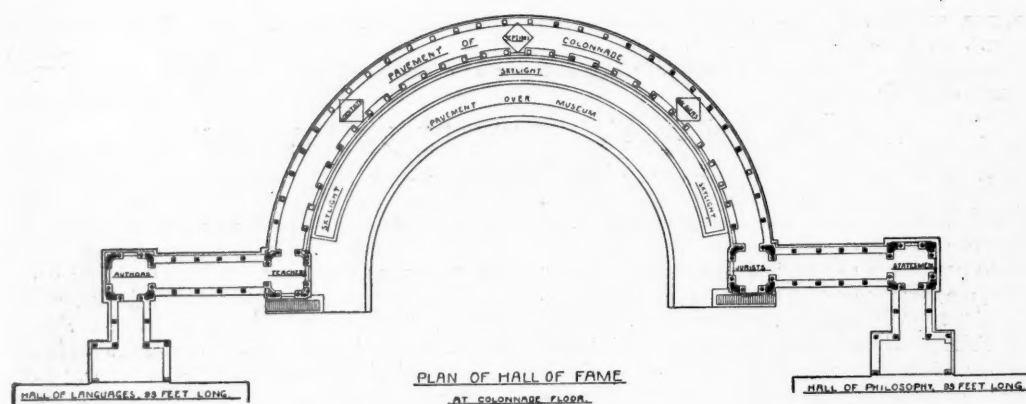 PAVEMENT OF COLONNADE
SKYLIGHT
PAVEMENT OVER MUSEUM
SKYLIGHT
SKYLIGHT
AUTHORS
TEACHERS
JURISTS
STATESMEN
PLAN OF HALL OF FAME
AT COLONNADE FLOOR.
HALL OF LANGUAGES, 93 FEET LONG.
HALL OF PHILOSOPHY, 93 FEET LONG